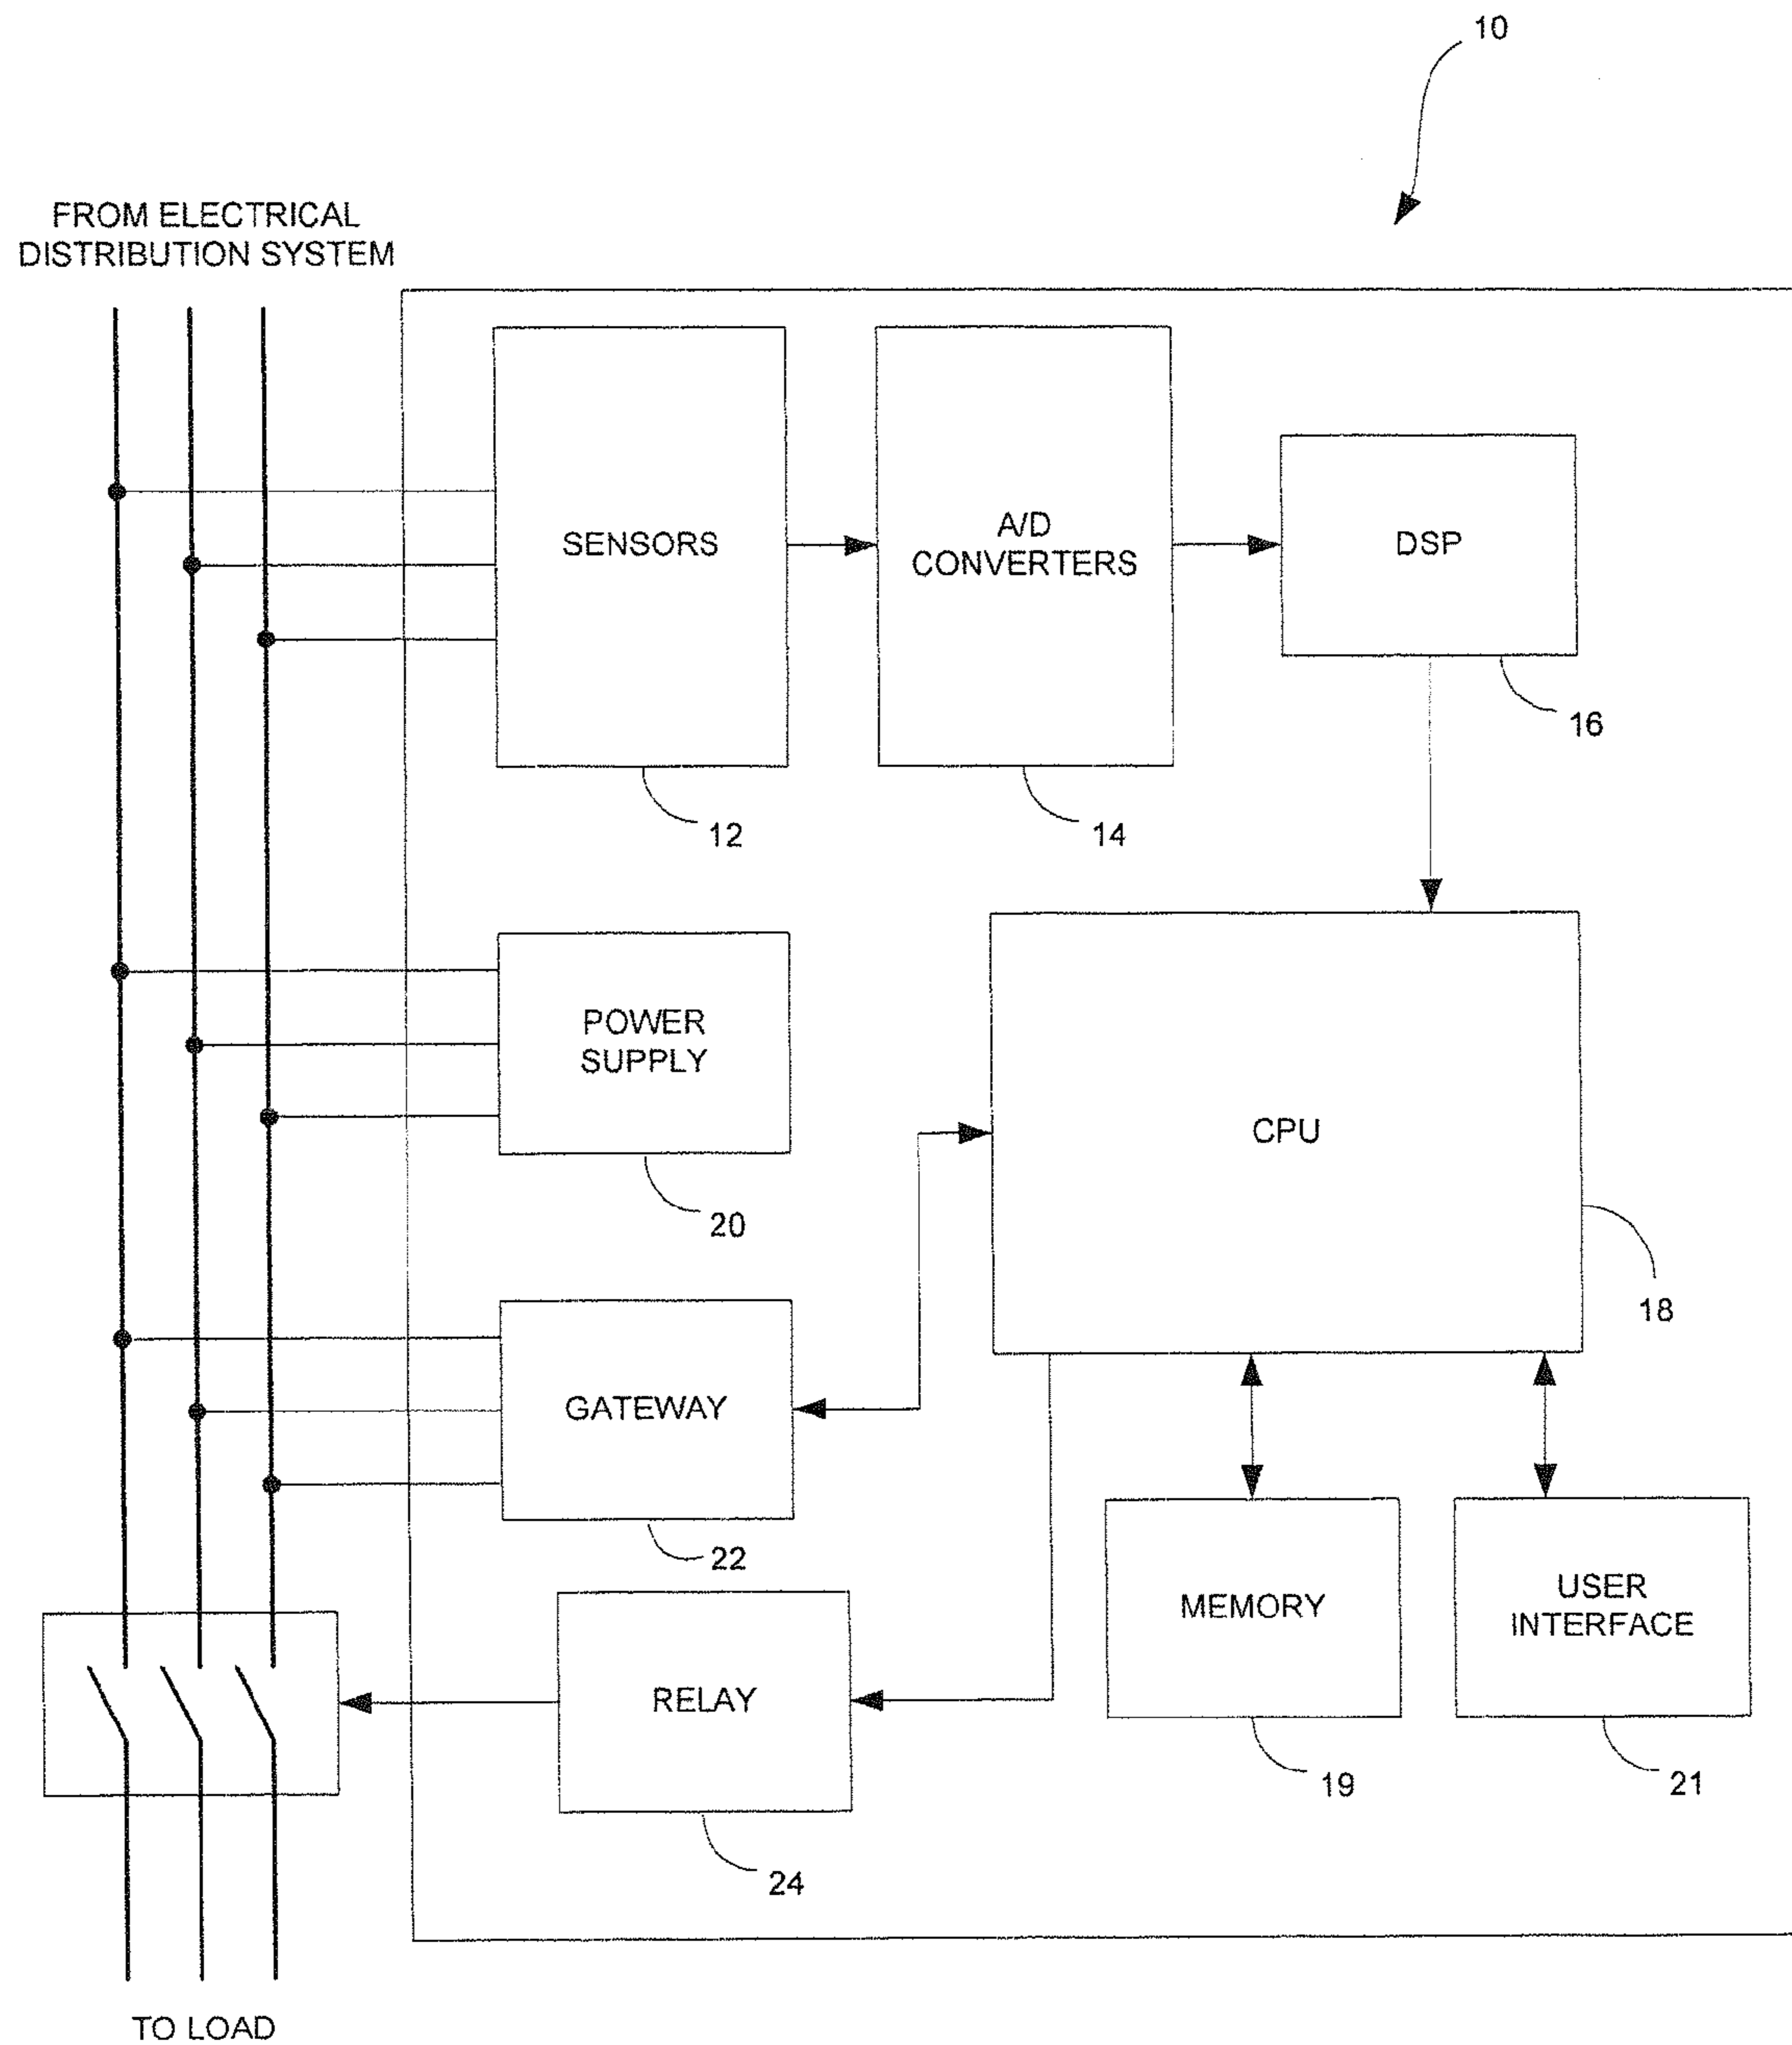 10
FROM ELECTRICAL
DISTRIBUTION SYSTEM
SENSORS
A/D
CONVERTERS
DSP
16
12
14
POWER
SUPPLY
CPU
20
18
GATEWAY
22
MEMORY
USER
INTERFACE
RELAY
19
21
24
TO LOAD